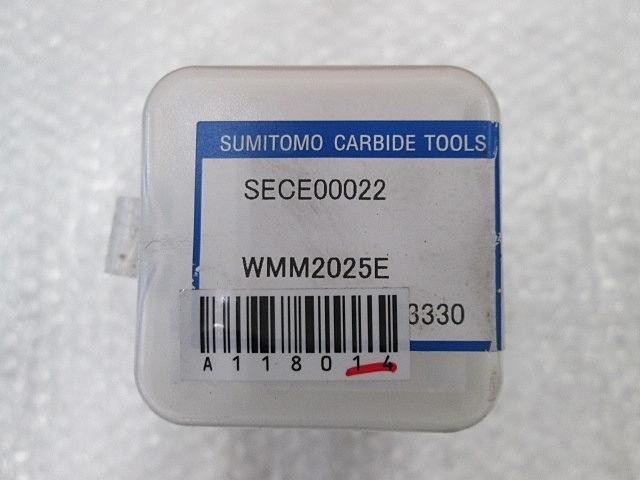 SUMITOMO CARBIDE TOOLS
SECE00022
WMM2025E
3330
A118014